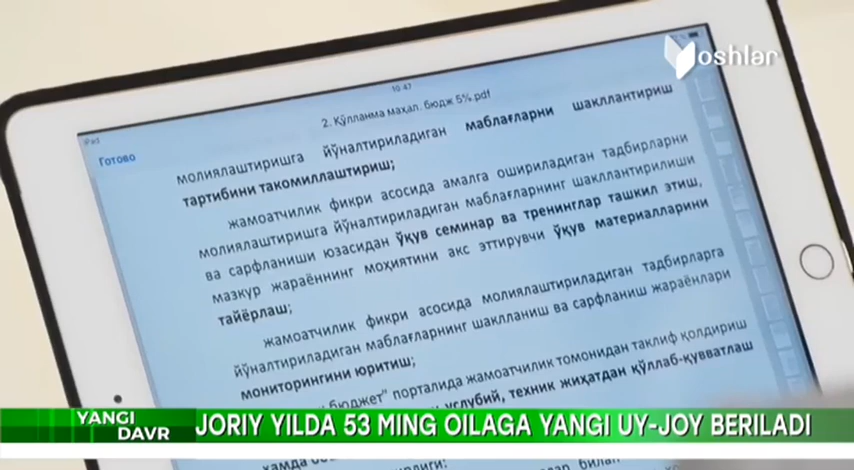 oshlar
iPad
10:47
2. Қўлланма маҳал. бюдж 5%.pdf
Готово
молиялаштиришга йўналтириладиган маблағларни шакллантириш
тартибини такомиллаштириш;
жамоатчилик фикри асосида амалга ошириладиган тадбирларни
молиялаштиришга йўналтириладиган маблағларнинг шакллантирилиши
ва сарфланиши юзасидан ўқув семинар ва тренинглар ташкил этиш,
мазкур жараённинг моҳиятини акс эттирувчи ўқув материалларини
тайёрлаш;
жамоатчилик фикри асосида молиялаштириладиган тадбирларга
йўналтириладиган маблағларнинг шаклланиш ва сарфланиш жараёнлари
мониторингини юритиш;
бюджет" порталида жамоатчилик томонидан таклиф қолдириш
услубий, техник жиҳатдан қўллаб-қувватлаш
YANGI
DAVR
JORIY YILDA 53 MING OILAGA YANGI UY-JOY BERILADI
ҳамда
билан